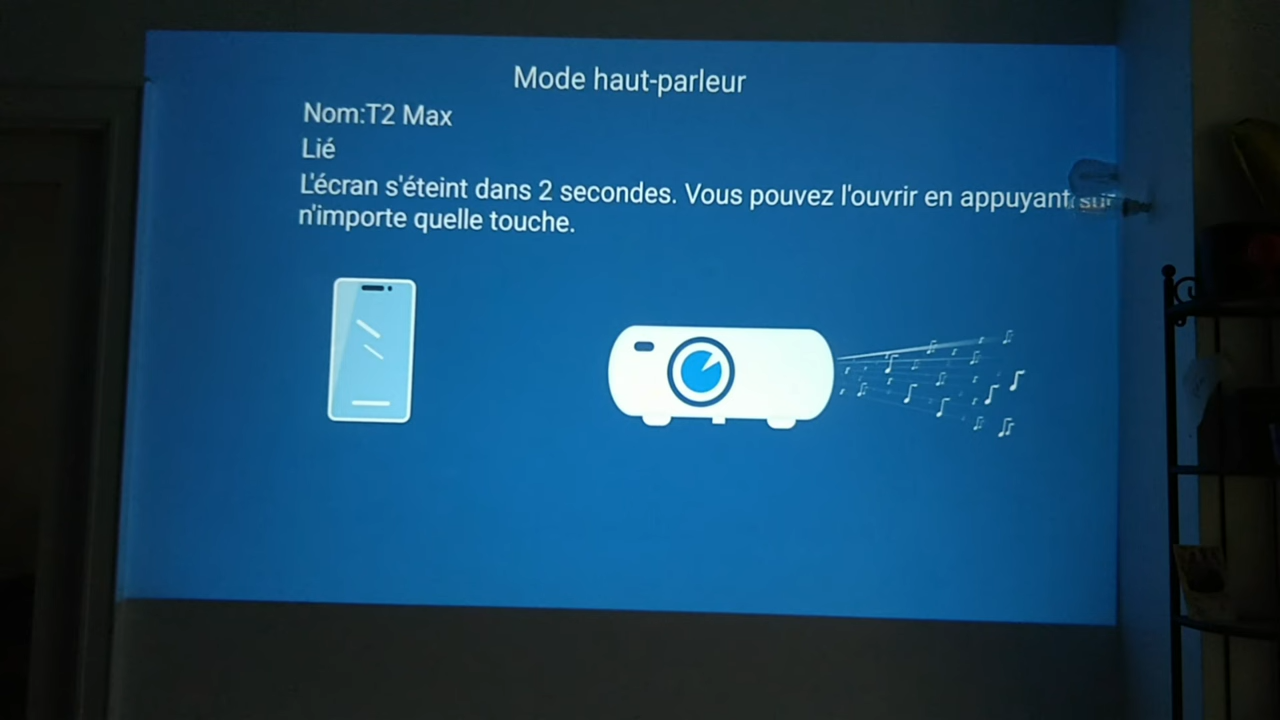 Mode haut-parleur
Nom:T2 Max
Lié
L'écran s'éteint dans 2 secondes. Vous pouvez l'ouvrir en appuyant sur
n'importe quelle touche.